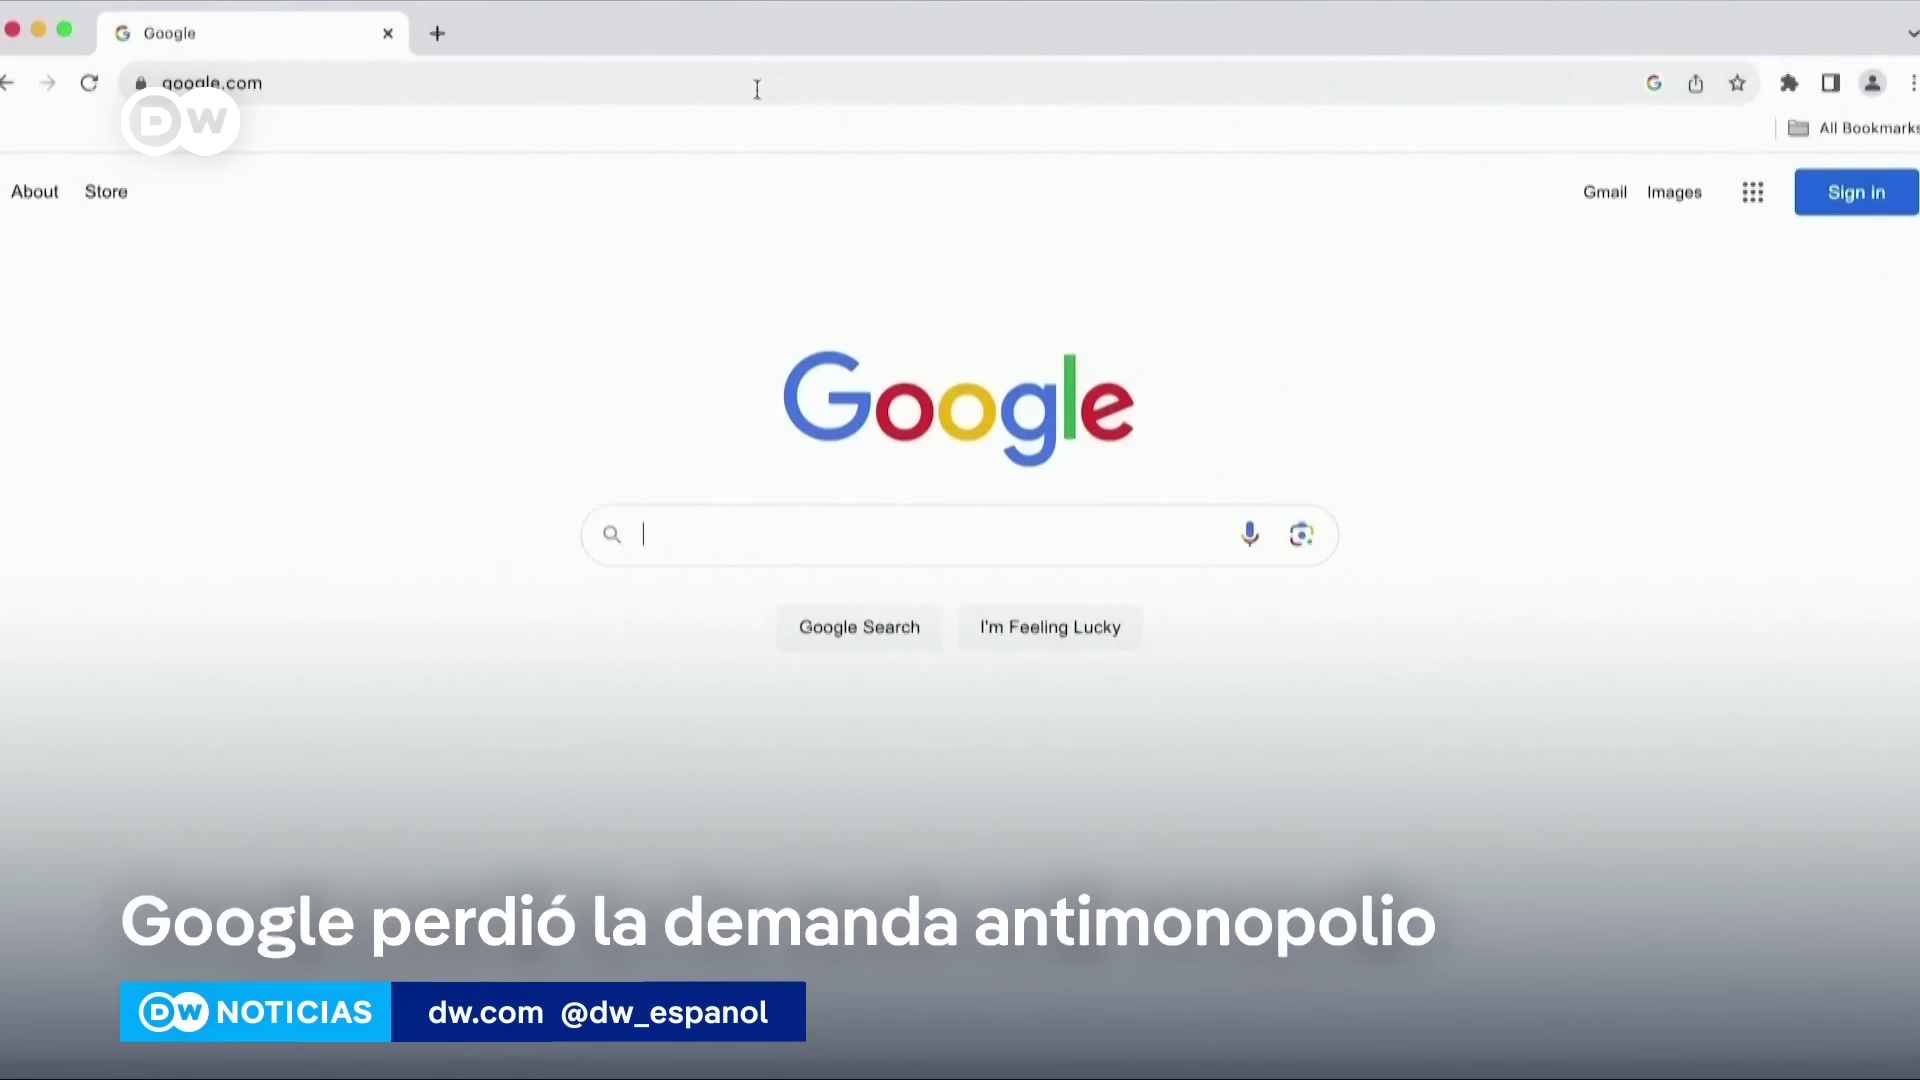 Google
google.com
DW
All Bookmarks
About Store
Gmail Images
Sign in
Google
Google Search
I'm Feeling Lucky
Google perdió la demanda antimonopolio
DW NOTICIAS dw.com @dw_espanol